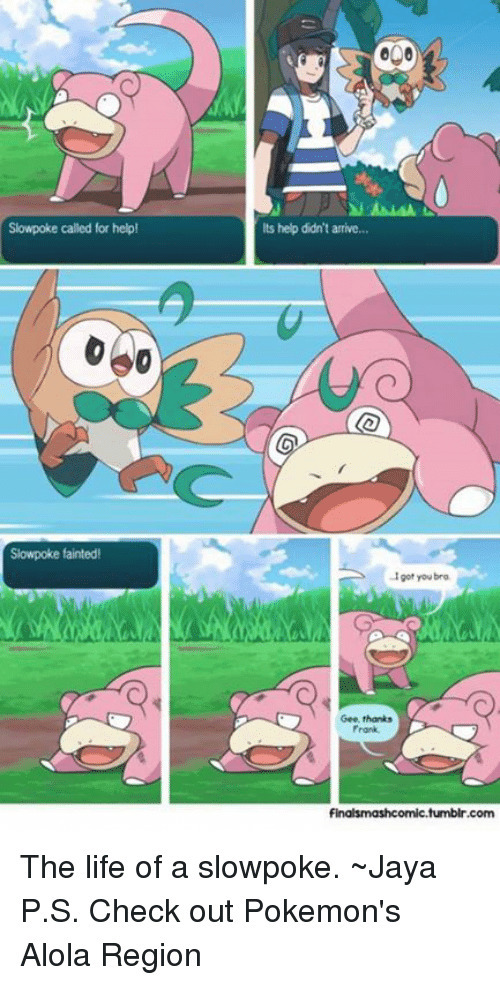 Slowpoke called for help!
Its help didn't arrive...
Slowpoke fainted!
...I got you bro.
Gee, thanks
Frank.
finalsmashcomic.tumblr.com
The life of a slowpoke. ~Jaya
P.S. Check out Pokemon's
Alola Region